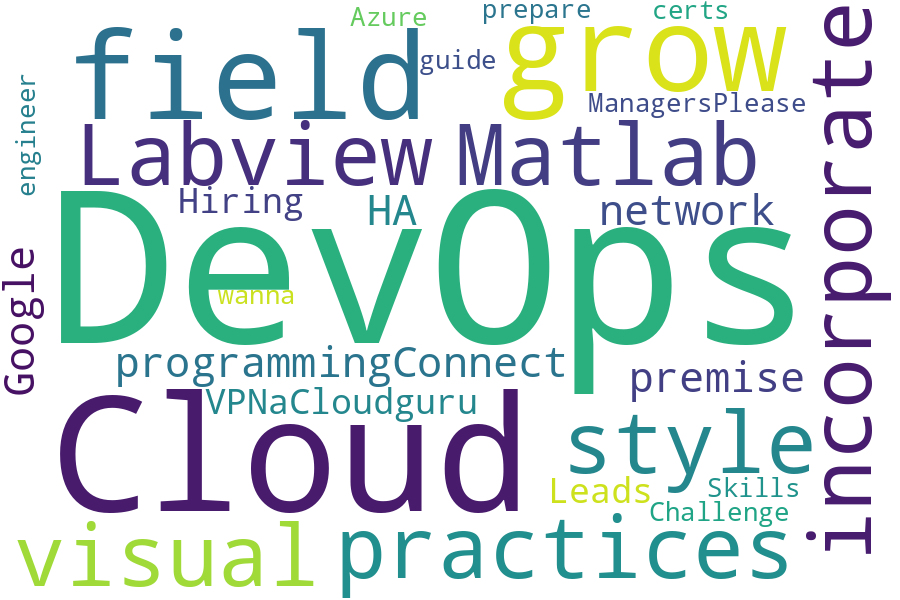 Azure
prepare
certs
field
grow
incorporate
guide
engineer
ManagersPlease
Labview
Matlab
Hiring
HA
network
DevOps
Google
wanna
programmingConnect
premise
VPNaCloudguru
Cloud
style
Leads
Skills
Challenge
visual
practices